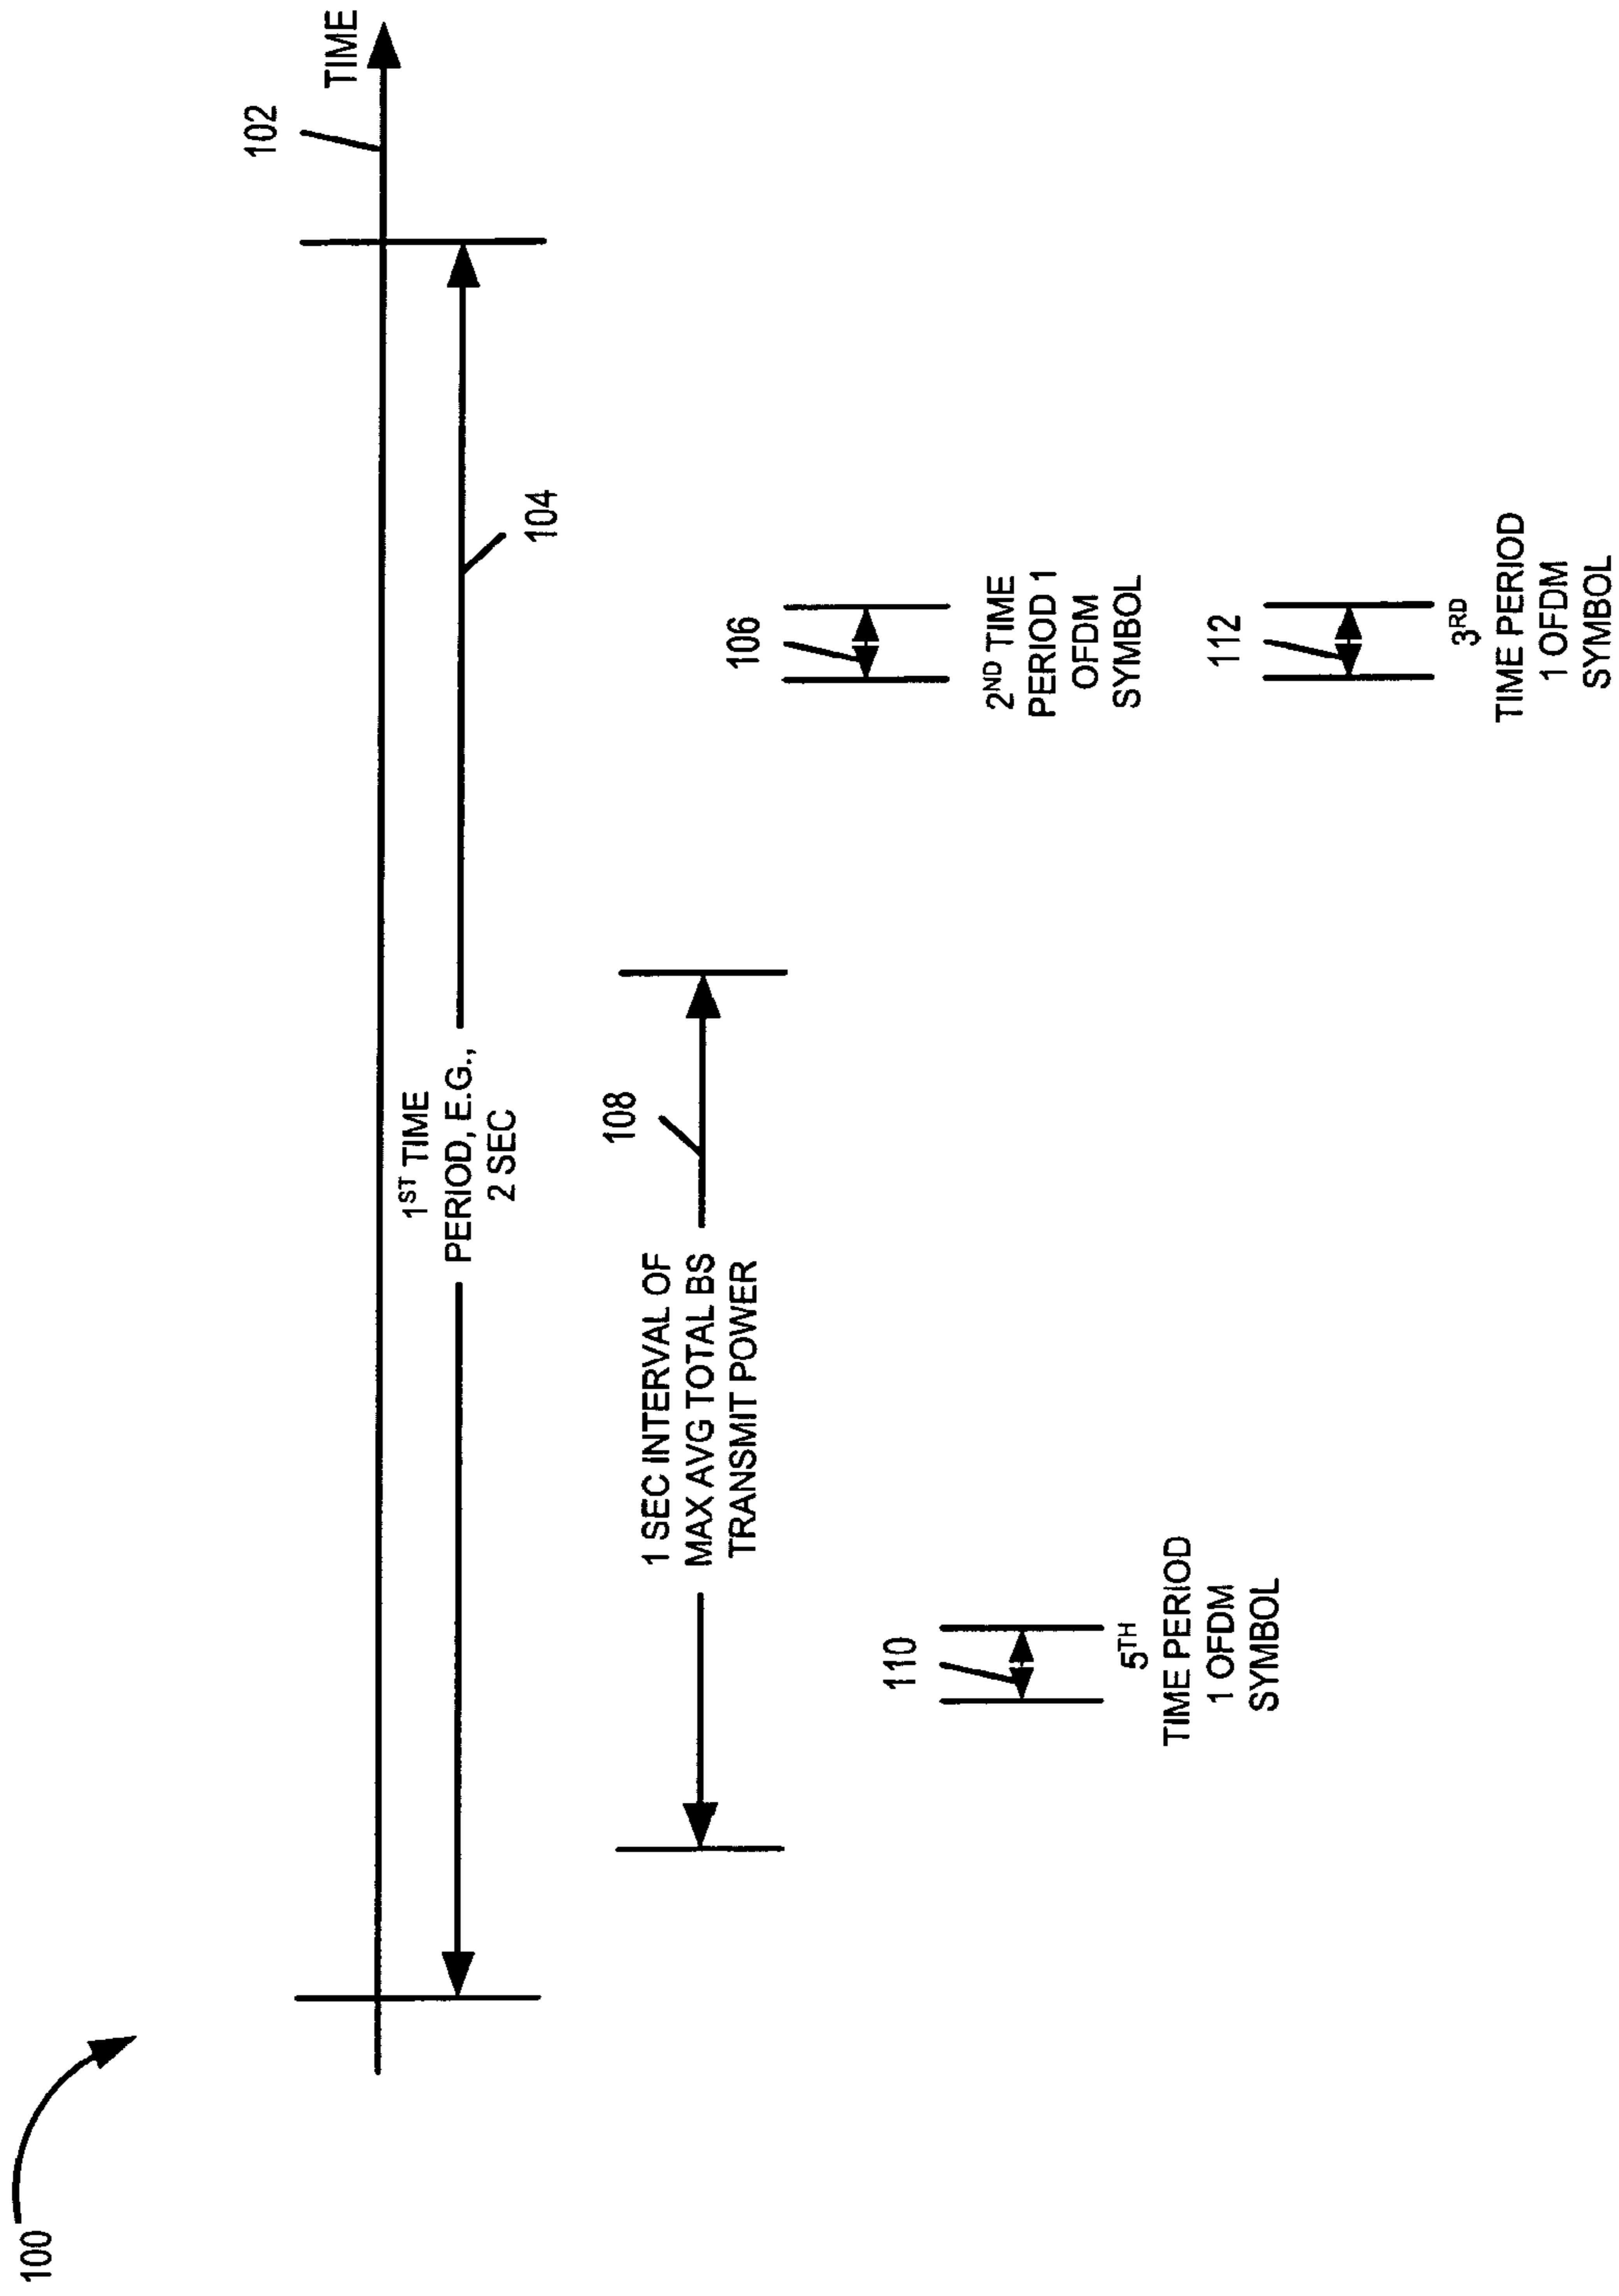 100
102
TIME
1ST TIME
PERIOD, E.G.,
2 SEC
104
108
1 SEC INTERVAL OF
MAX AVG TOTAL BS
TRANSMIT POWER
106
2ND TIME
PERIOD 1
OFDM
SYMBOL
110
5TH
TIME PERIOD
1 OFDM
SYMBOL
112
3RD
TIME PERIOD
1 OFDM
SYMBOL